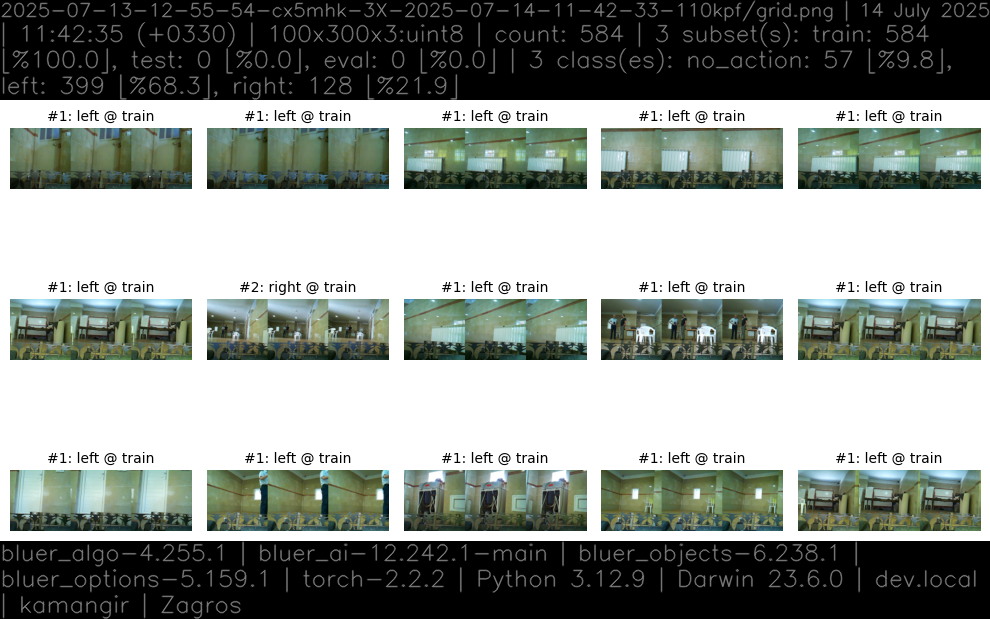 2025-07-13-12-55-54-cx5mhk-3X-2025-07-14-11-42-33-110kpf/grid.png | 14 July 2025
| 11:42:35 (+0330) | 100x300x3:uint8 | count: 584 | 3 subset(s): train: 584
[%100.0], test: 0 [%0.0], eval: 0 [%0.0] | 3 class(es): no_action: 57 [%9.8],
left: 399 [%68.3], right: 128 [%21.9]
#1: left @ train #1: left @ train #1: left @ train #1: left @ train #1: left @ train
#1: left @ train #2: right @ train #1: left @ train #1: left @ train #1: left @ train
#1: left @ train #1: left @ train #1: left @ train #1: left @ train #1: left @ train
bluer_algo-4.255.1 | bluer_ai-12.242.1-main | bluer_objects-6.238.1 |
bluer_options-5.159.1 | torch-2.2.2 | Python 3.12.9 | Darwin 23.6.0 | dev.local
| kamangir | Zagros